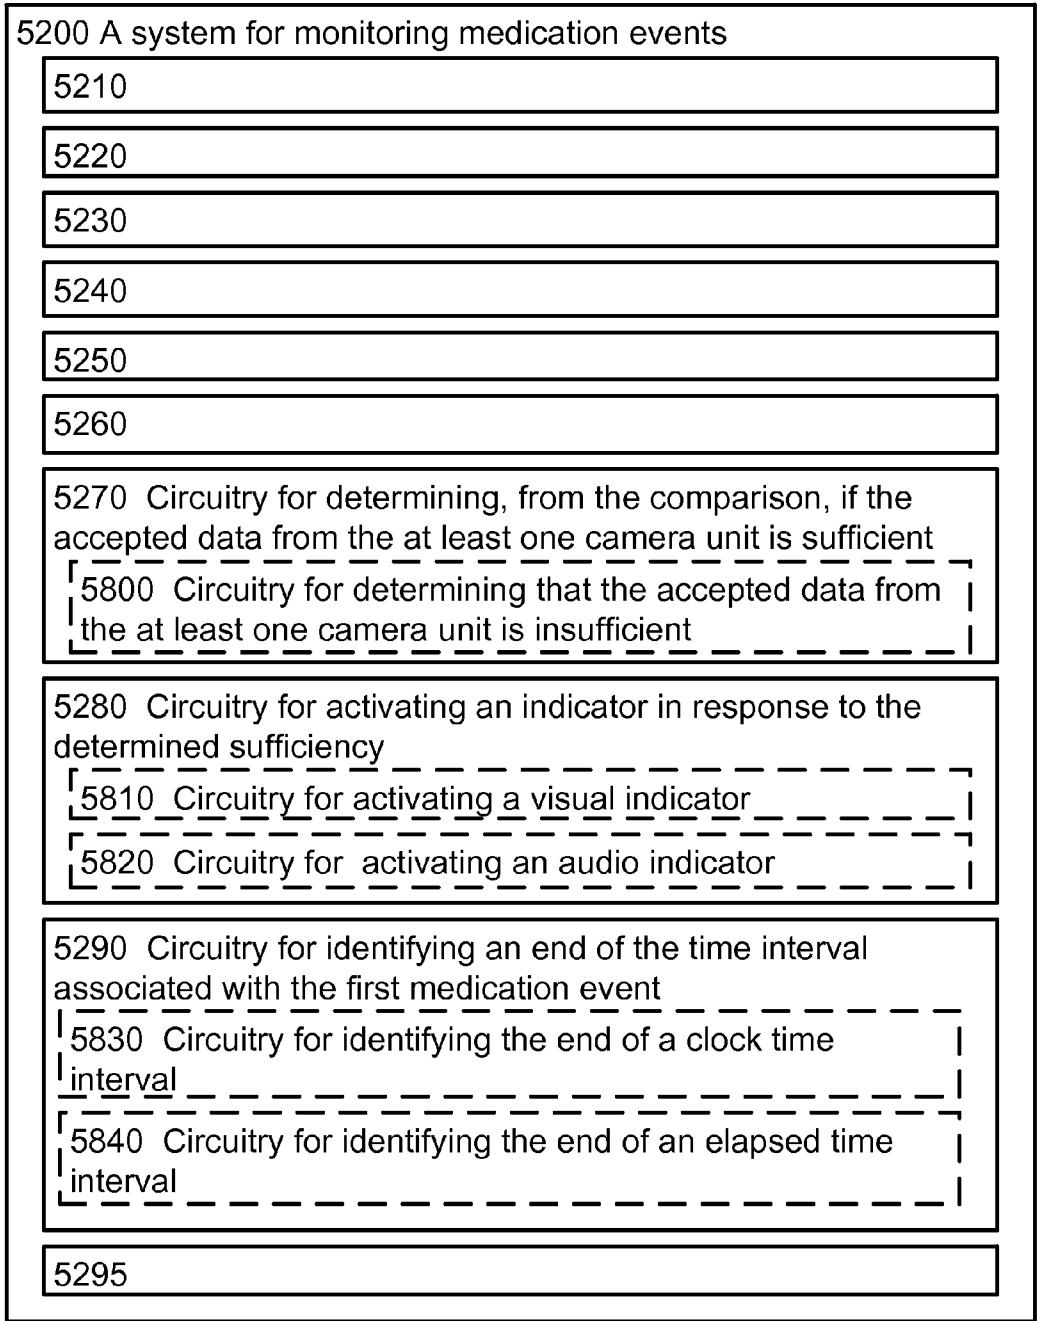 5200 A system for monitoring medication events
5210
5220
5230
5240
5250
5260
5270 Circuitry for determining, from the comparison, if the
accepted data from the at least one camera unit is sufficient
5800 Circuitry for determining that the accepted data from
the at least one camera unit is insufficient
5280 Circuitry for activating an indicator in response to the
determined sufficiency
5810 Circuitry for activating a visual indicator
5820 Circuitry for activating an audio indicator
5290 Circuitry for identifying an end of the time interval
associated with the first medication event
5830 Circuitry for identifying the end of a clock time
interval
5840 Circuitry for identifying the end of an elapsed time
interval
5295